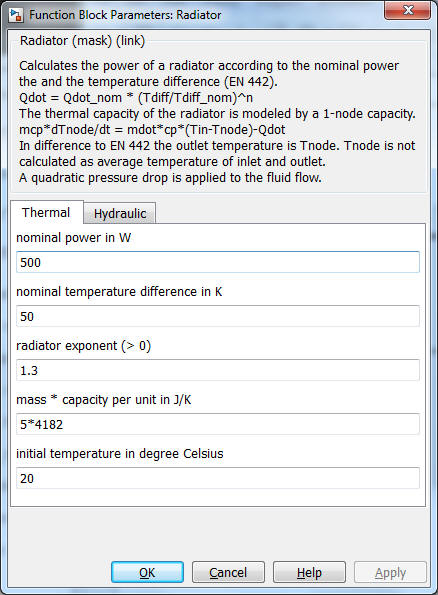 Function Block Parameters: Radiator
Radiator (mask) (link)
Calculates the power of a radiator according to the nominal power
the and the temperature difference (EN 442).
Qdot = Qdot_nom * (Tdiff/Tdiff_nom)^n
The thermal capacity of the radiator is modeled by a 1-node capacity.
mcp*dTnode/dt = mdot*cp*(Tin-Tnode)-Qdot
In difference to EN 442 the outlet temperature is Tnode. Tnode is not
calculated as average temperature of inlet and outlet.
A quadratic pressure drop is applied to the fluid flow.
Thermal Hydraulic
nominal power in W
500
nominal temperature difference in K
50
radiator exponent (> 0)
1.3
mass * capacity per unit in J/K
5*4182
initial temperature in degree Celsius
20
OK Cancel Help Apply